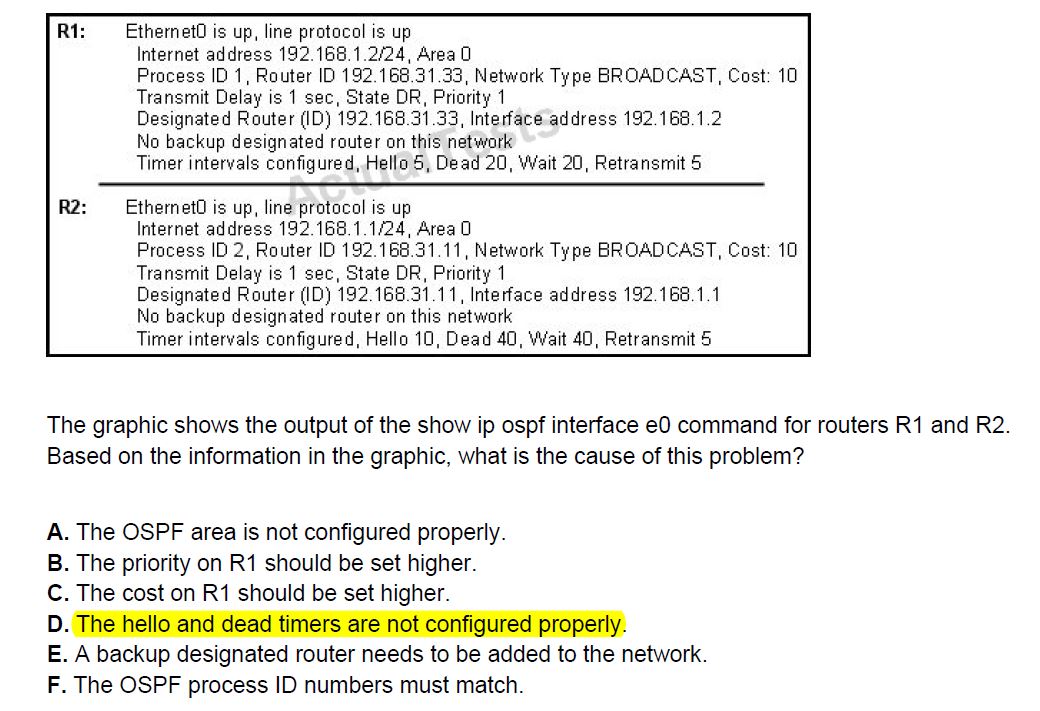 R1: Ethernet0 is up, line protocol is up
Internet address 192.168.1.2/24, Area 0
Process ID 1, Router ID 192.168.31.33, Network Type BROADCAST, Cost: 10
Transmit Delay is 1 sec, State DR, Priority 1
Designated Router (ID) 192.168.31.33, Interface address 192.168.1.2
No backup designated router on this network
Timer intervals configured, Hello 5, Dead 20, Wait 20, Retransmit 5
ActualTests
R2: Ethernet0 is up, line protocol is up
Internet address 192.168.1.1/24, Area 0
Process ID 2, Router ID 192.168.31.11, Network Type BROADCAST, Cost: 10
Transmit Delay is 1 sec, State DR, Priority 1
Designated Router (ID) 192.168.31.11, Interface address 192.168.1.1
No backup designated router on this network
Timer intervals configured, Hello 10, Dead 40, Wait 40, Retransmit 5
The graphic shows the output of the show ip ospf interface e0 command for routers R1 and R2.
Based on the information in the graphic, what is the cause of this problem?
A. The OSPF area is not configured properly.
B. The priority on R1 should be set higher.
C. The cost on R1 should be set higher.
D. The hello and dead timers are not configured properly.
E. A backup designated router needs to be added to the network.
F. The OSPF process ID numbers must match.